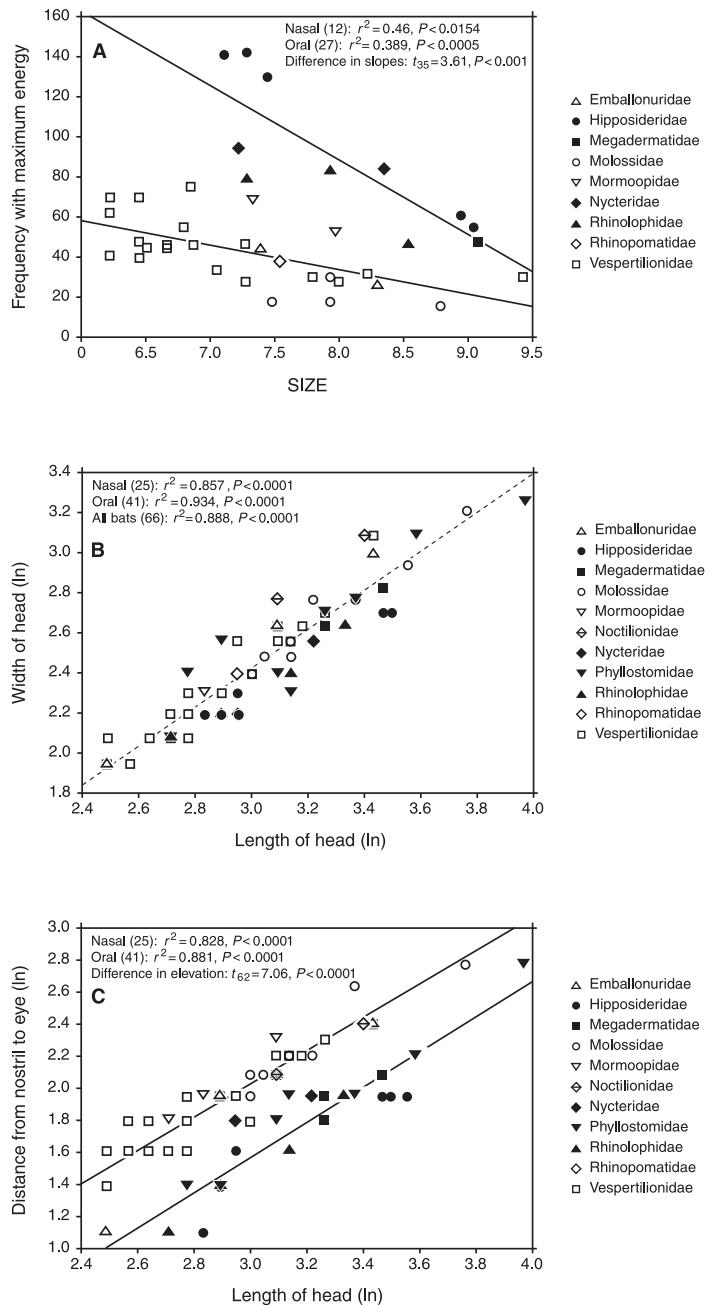 A
Nasal (12): r²=0.46, P<0.0154
Oral (27): r²=0.389, P<0.0005
Difference in slopes: t35=3.61, P<0.001
Frequency with maximum energy
160
140
120
100
80
60
40
20
0
0 6.5 7.0 7.5 8.0 8.5 9.0 9.5
SIZE
Emballonuridae
Hipposideridae
Megadermatidae
Molossidae
Mormoopidae
Nycteridae
Rhinolophidae
Rhinopomatidae
Vespertilionidae
Nasal (25): r²=0.857, P<0.0001
Oral (41): r²=0.934, P<0.0001
All bats (66): r²=0.888, P<0.0001
B
Width of head (ln)
3.4
3.2
3.0
2.8
2.6
2.4
2.2
2.0
1.8
2.4 2.6 2.8 3.0 3.2 3.4 3.6 3.8 4.0
Length of head (ln)
Emballonuridae
Hipposideridae
Megadermatidae
Molossidae
Mormoopidae
Noctilionidae
Nycteridae
Phyllostomidae
Rhinolophidae
Rhinopomatidae
Vespertilionidae
Nasal (25): r²=0.828, P<0.0001
Oral (41): r²=0.881, P<0.0001
Difference in elevation: t62=7.06, P<0.0001
C
Distance from nostril to eye (ln)
3.0
2.8
2.6
2.4
2.2
2.0
1.8
1.6
1.4
1.2
1.0
2.4 2.6 2.8 3.0 3.2 3.4 3.6 3.8 4.0
Length of head (ln)
Emballonuridae
Hipposideridae
Megadermatidae
Molossidae
Mormoopidae
Noctilionidae
Nycteridae
Phyllostomidae
Rhinolophidae
Rhinopomatidae
Vespertilionidae